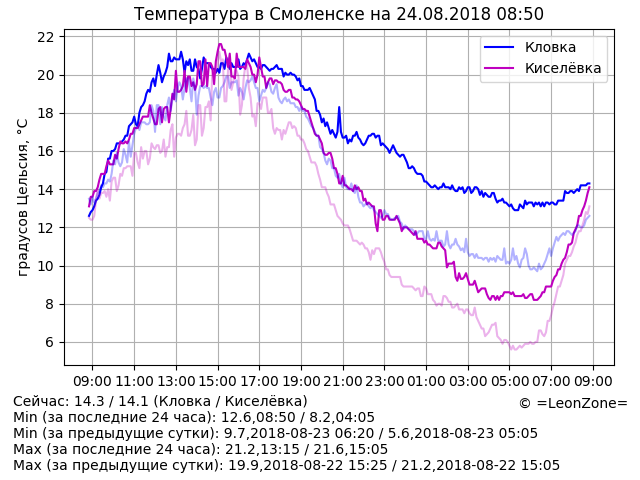 Температура в Смоленске на 24.08.2018 08:50
градусов Цельсия, °C
22
20
18
16
14
12
10
8
6
Кловка
Киселёвка
09:00 11:00 13:00 15:00 17:00 19:00 21:00 23:00 01:00 03:00 05:00 07:00 09:00
Сейчас: 14.3 / 14.1 (Кловка / Киселёвка)
© =LeonZone=
Min (за последние 24 часа): 12.6,08:50 / 8.2,04:05
Min (за предыдущие сутки): 9.7,2018-08-23 06:20 / 5.6,2018-08-23 05:05
Max (за последние 24 часа): 21.2,13:15 / 21.6,15:05
Max (за предыдущие сутки): 19.9,2018-08-22 15:25 / 21.2,2018-08-22 15:05